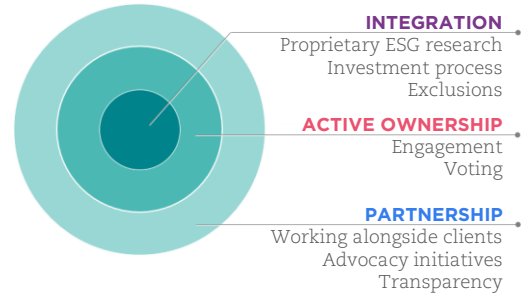 INTEGRATION
Proprietary ESG research
Investment process
Exclusions
ACTIVE OWNERSHIP
Engagement
Voting
PARTNERSHIP
Working alongside clients
Advocacy initiatives
Transparency